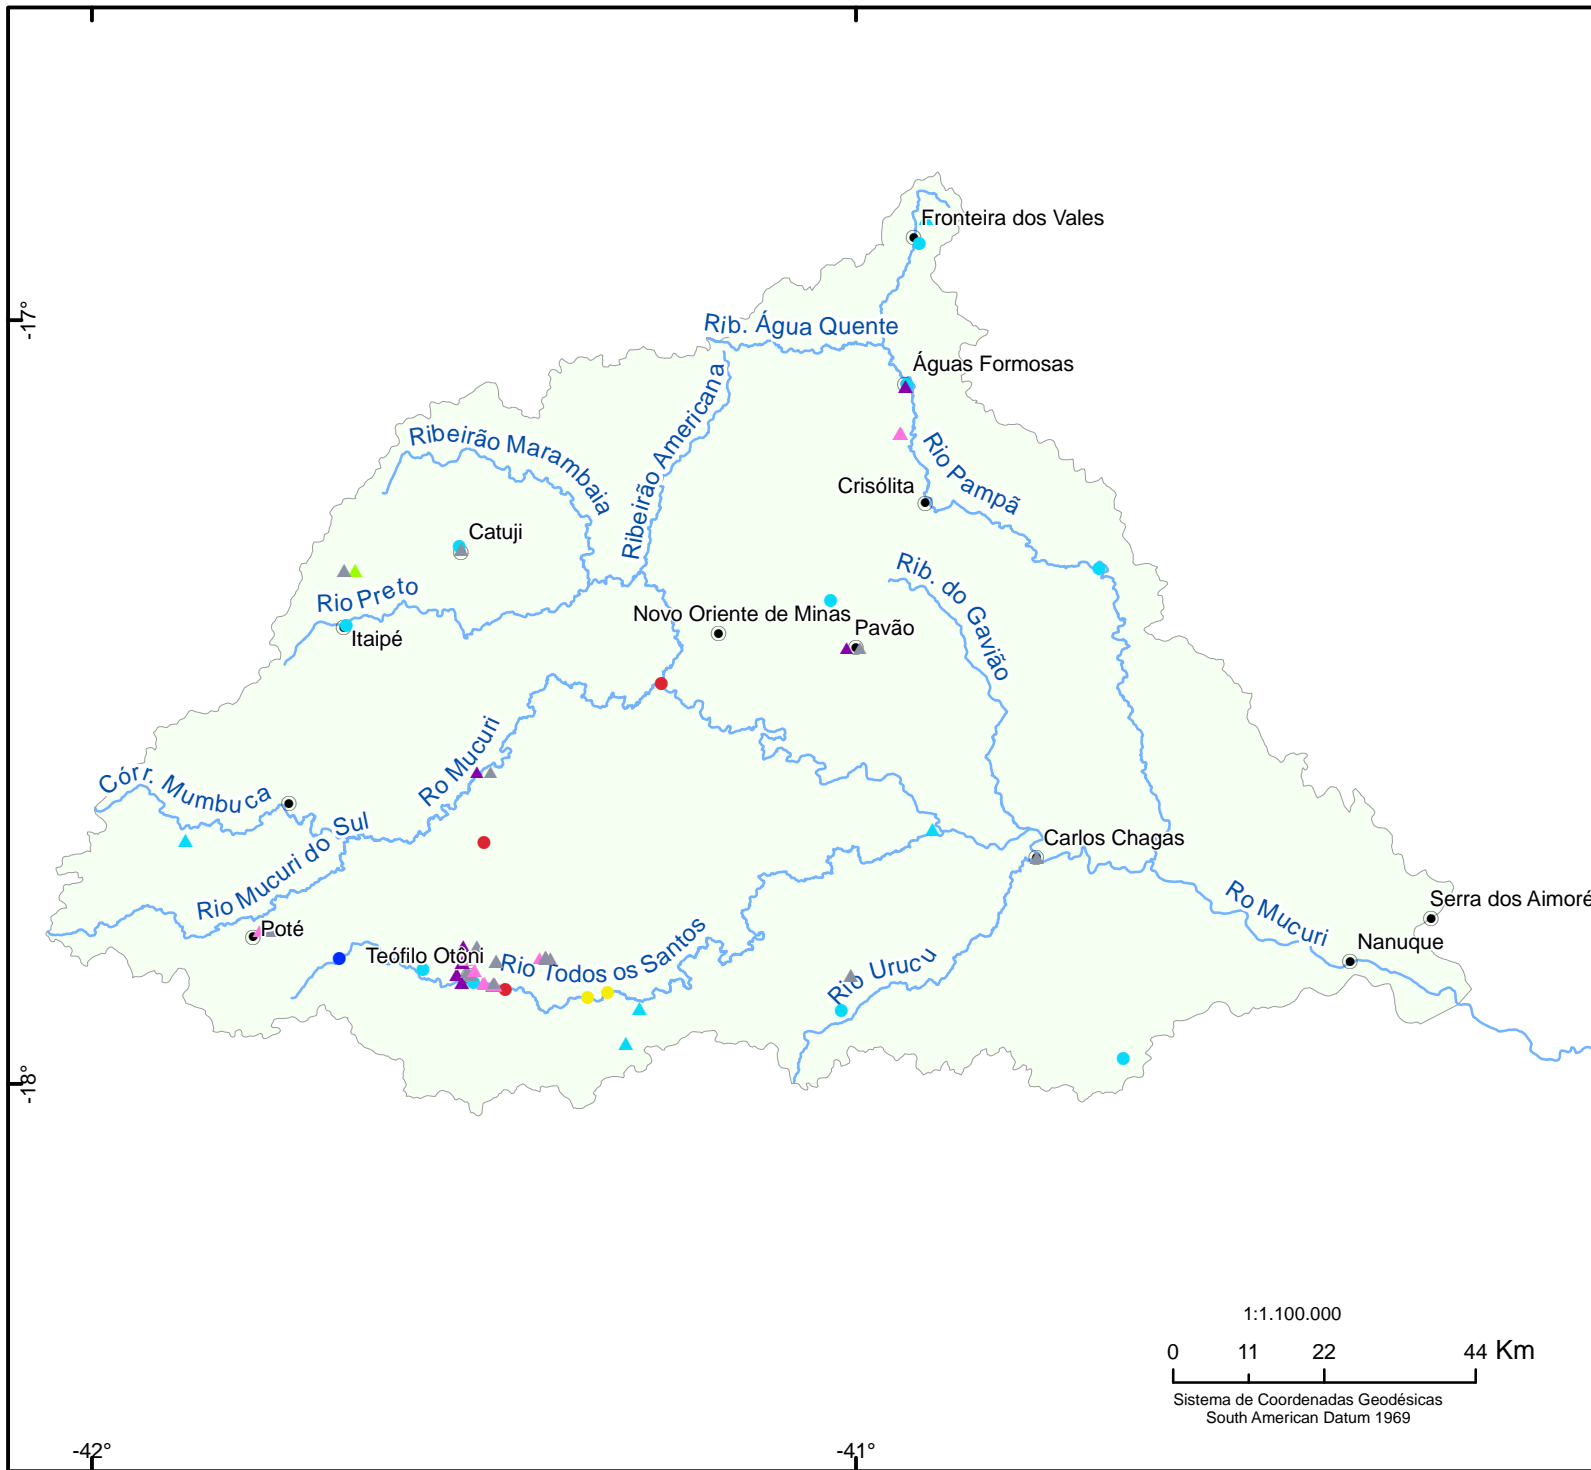 Fronteira dos Vales
-17°
Rib. Água Quente
Águas Formosas
Ribeirão Americana
Ribeirão Marambaia
Rio Pampã
Crisólita
Catuji
Rib. do Gavião
Rio Preto
Novo Oriente de Minas
Pavão
Itaipé
Ro Mucuri
Córr. Mumbuca
Rio Mucuri do Sul
Carlos Chagas
Ro Mucuri
Serra dos Aimoré
Poté
Teófilo Otôni
Rio Todos os Santos
Rio Urucu
Nanuque
-18°
1:1.100.000
0 11 22 44 Km
Sistema de Coordenadas Geodésicas
South American Datum 1969
-42° -41°